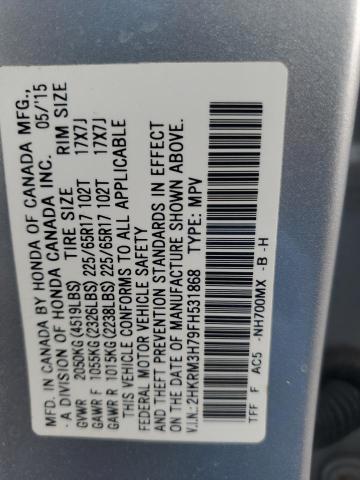 MFD. IN CANADA BY HONDA OF CANADA MFG.,
A DIVISION OF HONDA CANADA INC. 05/'15
TIRE SIZE RIM SIZE
GVWR 2050KG(4519LBS)
GAWR F 1055KG(2326LBS) 225/65R17 102T 17X7J
GAWR R 1015KG(2238LBS) 225/65R17 102T 17X7J
THIS VEHICLE CONFORMS TO ALL APPLICABLE
FEDERAL MOTOR VEHICLE SAFETY
AND THEFT PREVENTION STANDARDS IN EFFECT
ON THE DATE OF MANUFACTURE SHOWN ABOVE.
V.I.N.: 2HKRM3H79FH531868 TYPE: MPV
TFF F AC5 -NH700MX -B -H